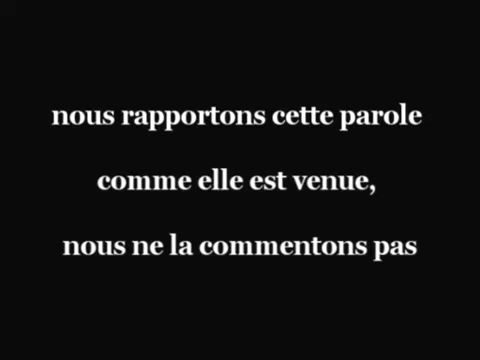 nous rapportons cette parole
comme elle est venue,
nous ne la commentons pas